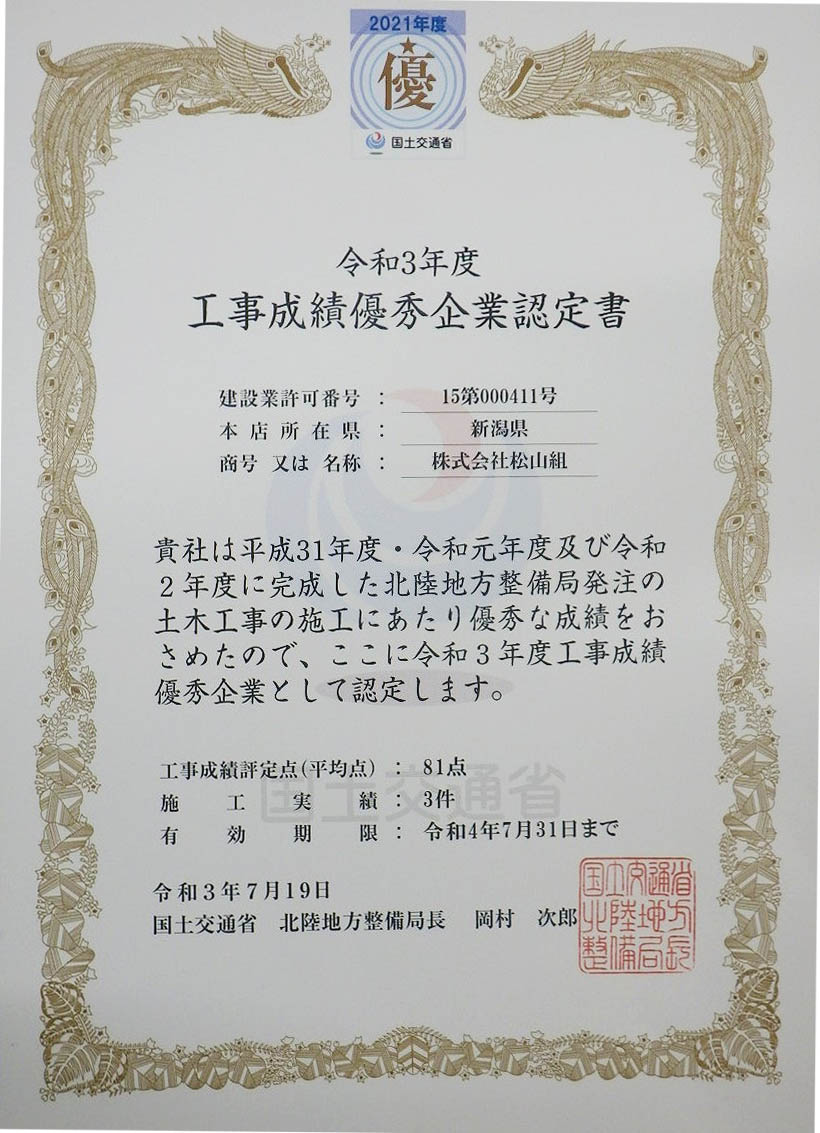 2021年度
優
国土交通省
令和3年度
工事成績優秀企業認定書
建設業許可番号 : 15第000411号
本店所在県 : 新潟県
商号 又は 名称 : 株式会社松山組
貴社は平成31年度・令和元年度及び令和
２年度に完成した北陸地方整備局発注の
土木工事の施工にあたり優秀な成績をお
さめたので、ここに令和３年度工事成績
優秀企業として認定します。
国土交通省
工事成績評定点(平均点) : 81点
施工実績 : 3件
有効期限 : 令和4年7月31日まで
令和３年７月19日
国土交通省 北陸地方整備局長 岡村 次郎
国土交通省
北陸地方
整備局長